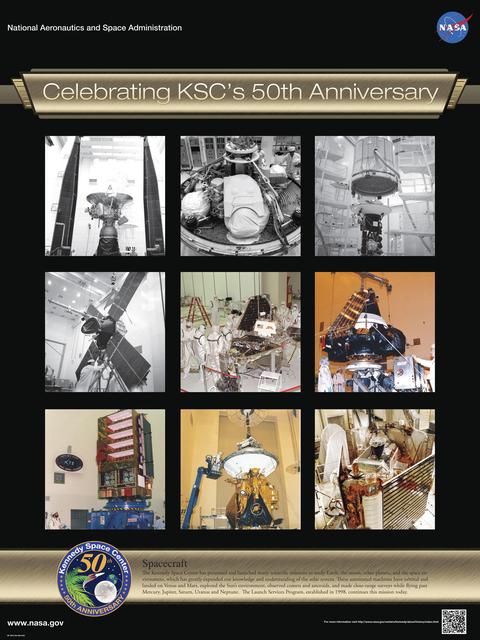 National Aeronautics and Space Administration
NASA
Celebrating KSC's 50th Anniversary
Kennedy Space Center
50th
ANNIVERSARY
Spacecraft
The Kennedy Space Center has processed and launched many scientific missions to study Earth, the moon, other planets, and the space en-
vironment, which has greatly expanded our knowledge and understanding of the solar system. These automated machines have orbited and
landed on Venus and Mars, explored the Sun's environment, observed comets and asteroids, and made close-range surveys while flying past
Mercury, Jupiter, Saturn, Uranus and Neptune. The Launch Services Program, established in 1998, continues this mission today.
www.nasa.gov